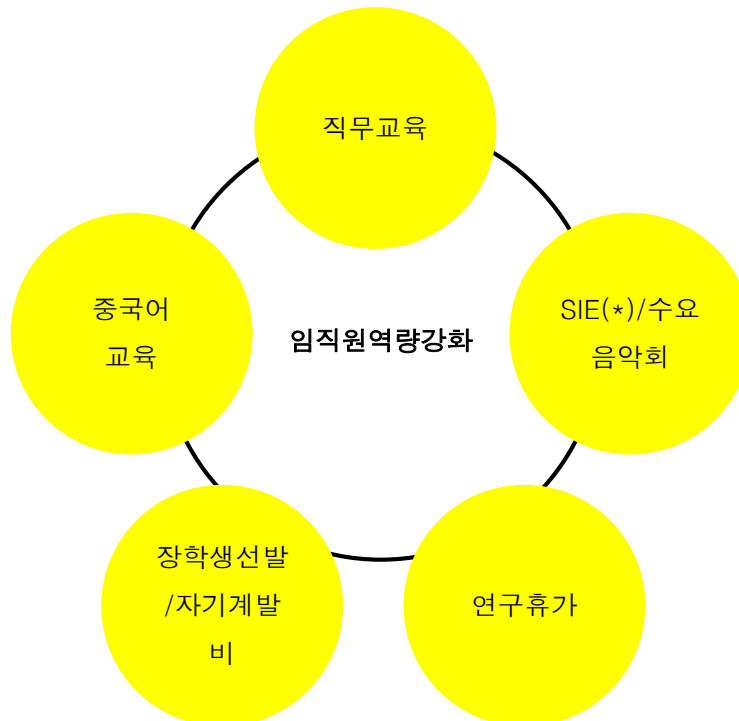 직무교육
SIE(*)/수요
음악회
연구휴가
장학생선발
/자기계발
비
중국어
교육
임직원역량강화